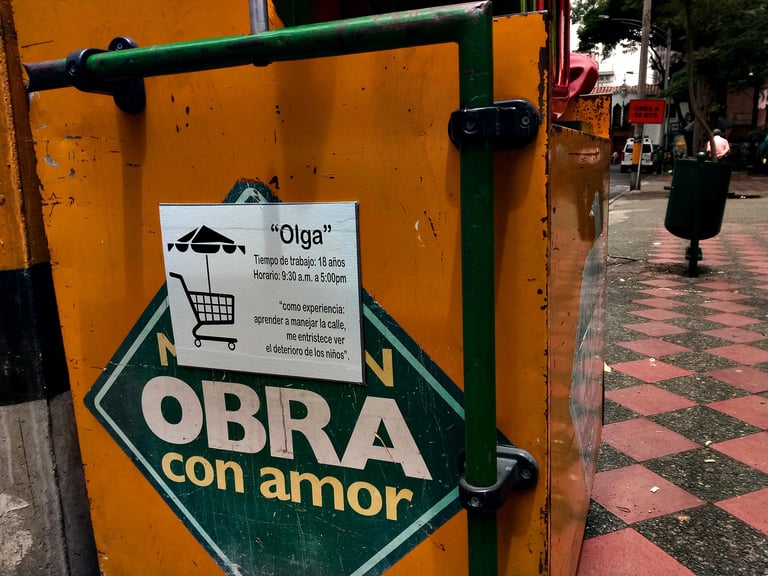 "Olga"
Tiempo de trabajo: 18 años
Horario: 9:30 a.m. a 5:00pm
"como experiencia:
aprender a manejar la calle,
me entristece ver
el deterioro de los niños".
OBRA
con amor
OBRA A